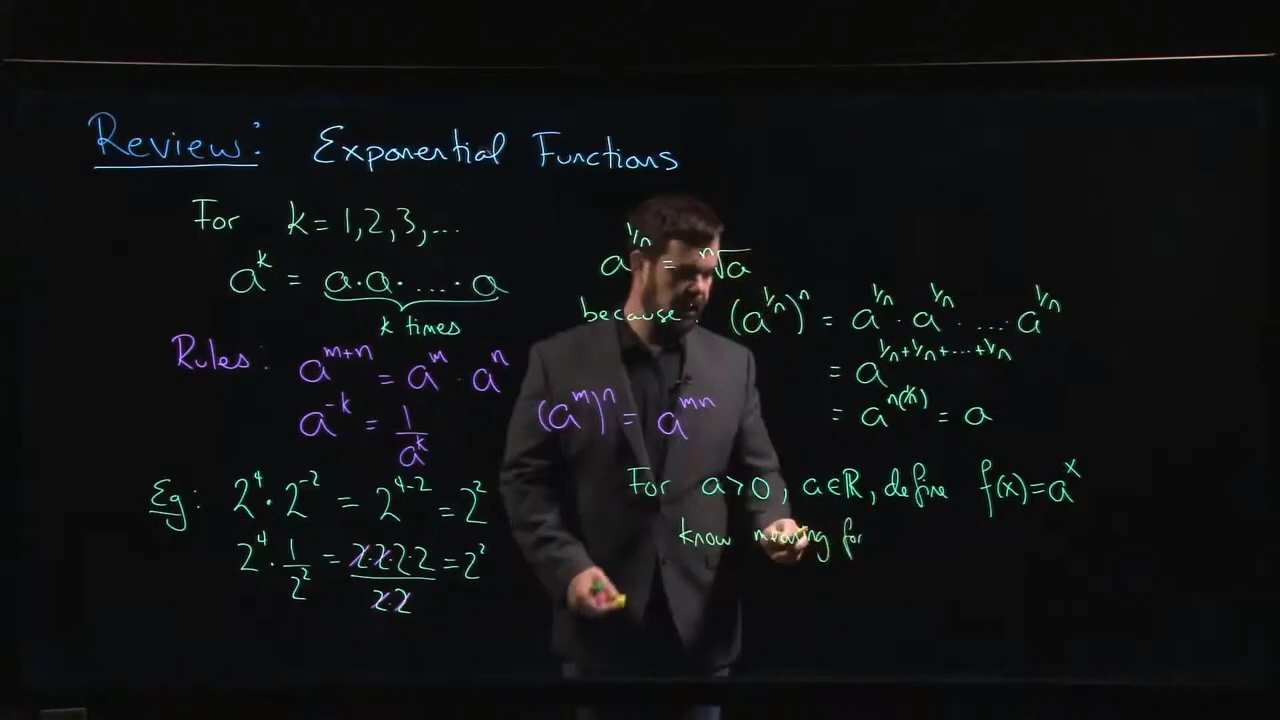 Review: Exponential Functions
For k = 1,2,3,...
a^k = a·a·....·a
k times
Rules: a^{m+n} = a^m · a^n
a^{-k} = 1/a^k
(a^m)^n = a^{mn}
Eg: 2^4 · 2^{-2} = 2^{4-2} = 2^2
2^4 · 1/2^2 = 2·2·2·2/2·2 = 2^2
a^{1/n} = ⁿ√a
because: (a^{1/n})^n = a^{1/n} · a^{1/n} · .... · a^{1/n}
= a^{1/n+1/n+...+1/n}
= a^{n(1/n)} = a
For a>0, a∈ℝ, define f(x)=a^x
know meaning for